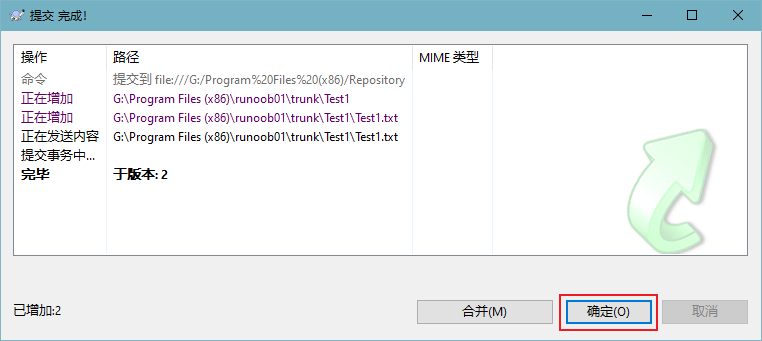 提交 完成!
操作 路径 MIME 类型
命令 提交到 file:///G:/Program%20Files%20(x86)/Repository
正在增加 G:\Program Files (x86)\runoob01\trunk\Test1
正在增加 G:\Program Files (x86)\runoob01\trunk\Test1\Test1.txt
正在发送内容 G:\Program Files (x86)\runoob01\trunk\Test1\Test1.txt
提交事务中...
完毕 于版本: 2
已增加:2 合并(M) 确定(O) 取消